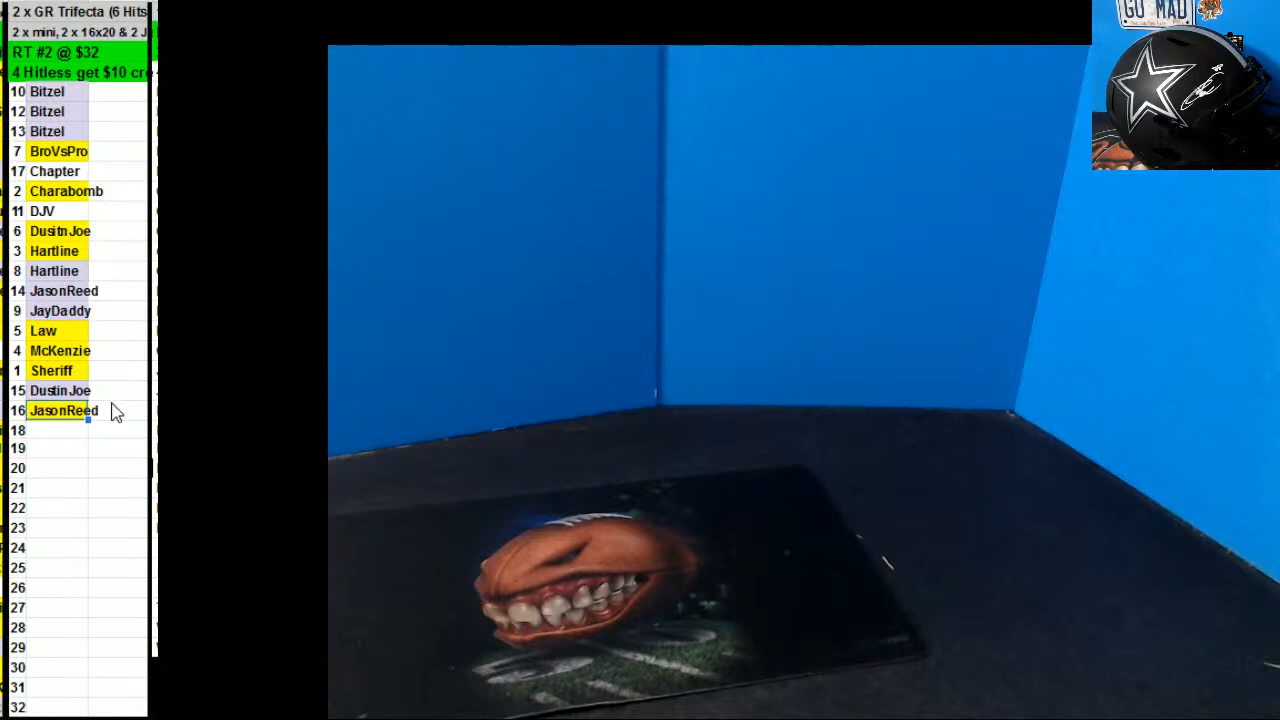 2 x GR Trifecta (6 Hits
2 x mini, 2 x 16x20 & 2 J
RT #2 @ $32
4 Hitless get $10 cre
10 Bitzel
12 Bitzel
13 Bitzel
7 BroVsPro
17 Chapter
2 Charabomb
11 DJV
6 DusitnJoe
3 Hartline
8 Hartline
14 JasonReed
9 JayDaddy
5 Law
4 McKenzie
1 Sheriff
15 DustinJoe
16 JasonReed
18
19
20
21
22
23
24
25
26
27
28
29
30
31
32
GO MAD